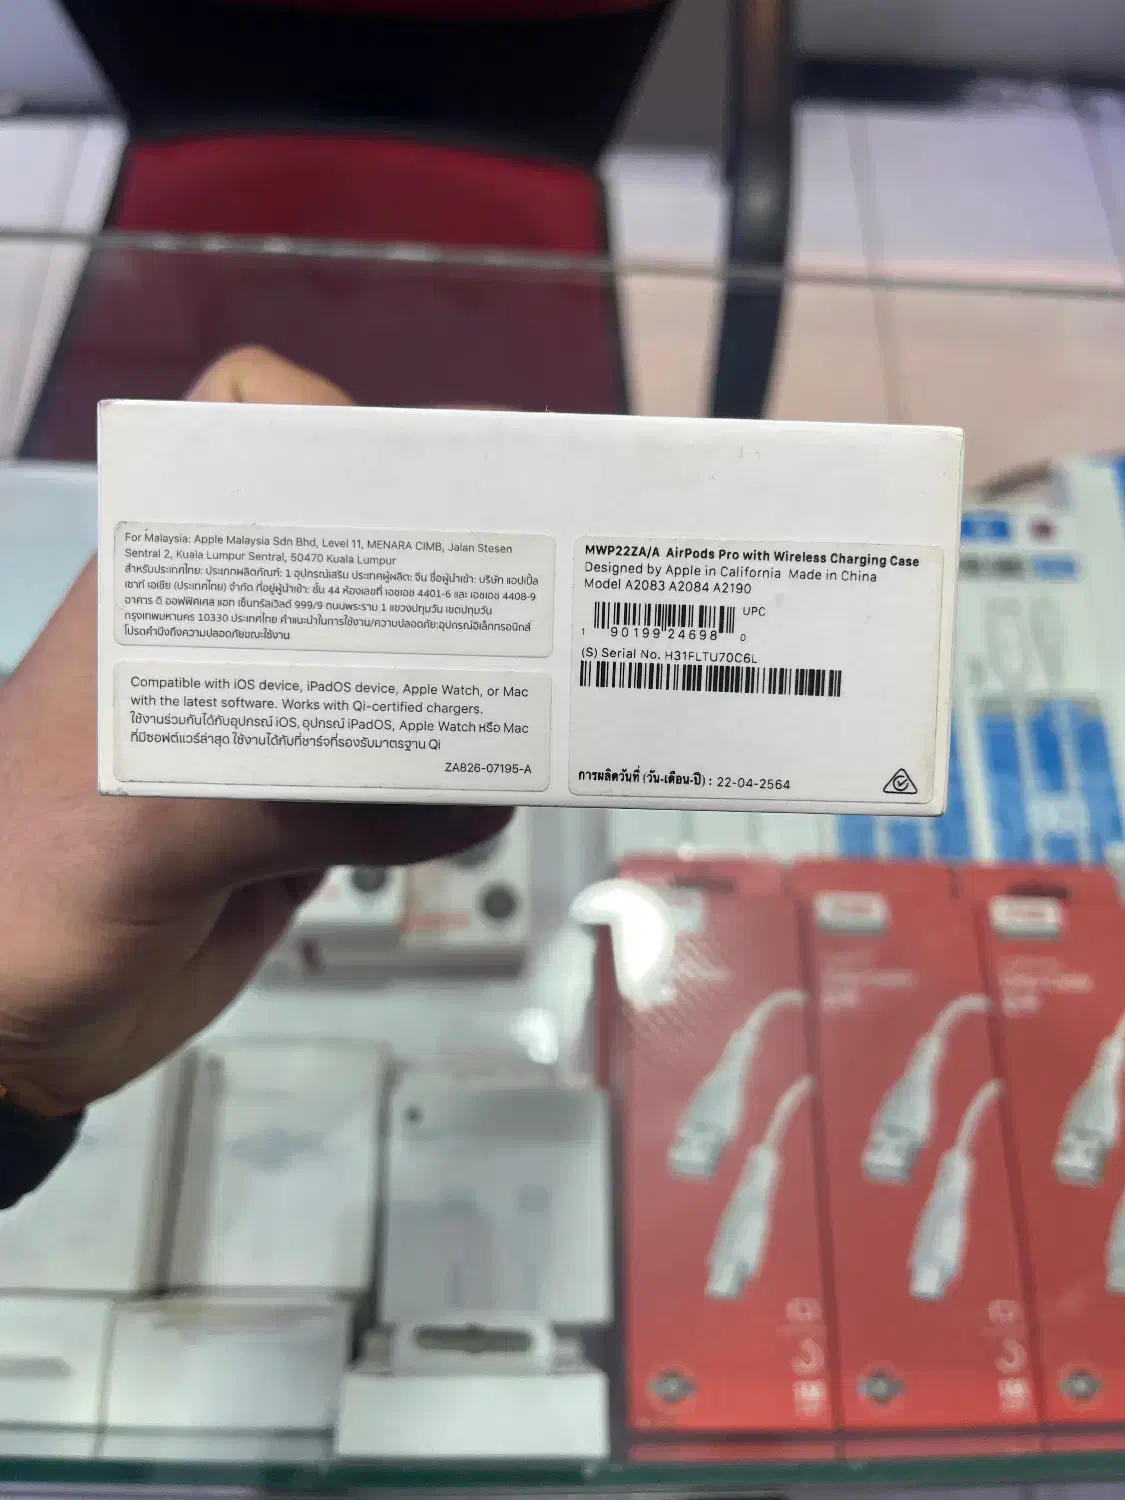 For Malaysia: Apple Malaysia Sdn Bhd, Level 11, MENARA CIMB, Jalan Stesen
Sentral 2, Kuala Lumpur Sentral, 50470 Kuala Lumpur
สำหรับประเทศไทย: ประเภทผลิตภัณฑ์: 1 อุปกรณ์เสริม ประเทศผู้ผลิต: จีน ชื่อผู้นำเข้า: บริษัท แอปเปิ้ล
เซาท์ เอเชีย (ประเทศไทย) จำกัด ที่อยู่ผู้นำเข้า: ชั้น 44 ห้องเลขที่ เอชเอช 4401-6 และ เอชเอช 4408-9
อาคาร ดิ ออฟฟิศเศส แอท เซ็นทรัลเวิลด์ 999/9 ถนนพระราม 1 แขวงปทุมวัน เขตปทุมวัน
กรุงเทพมหานคร 10330 ประเทศไทย คำแนะนำในการใช้งาน/ความปลอดภัย:อุปกรณ์อิเล็กทรอนิกส์
โปรดคำนึงถึงความปลอดภัยขณะใช้งาน
Compatible with iOS device, iPadOS device, Apple Watch, or Mac
with the latest software. Works with Qi-certified chargers.
ใช้งานร่วมกันได้กับอุปกรณ์ iOS, อุปกรณ์ iPadOS, Apple Watch หรือ Mac
ที่มีซอฟต์แวร์ล่าสุด ใช้งานได้กับที่ชาร์จที่รองรับมาตรฐาน Qi
ZA826-07195-A
MWP22ZA/A AirPods Pro with Wireless Charging Case
Designed by Apple in California Made in China
Model A2083 A2084 A2190
UPC
1 90199 24698 0
(S) Serial No. H31FLTU70C6L
การผลิตวันที่ (วัน-เดือน-ปี) : 22-04-2564